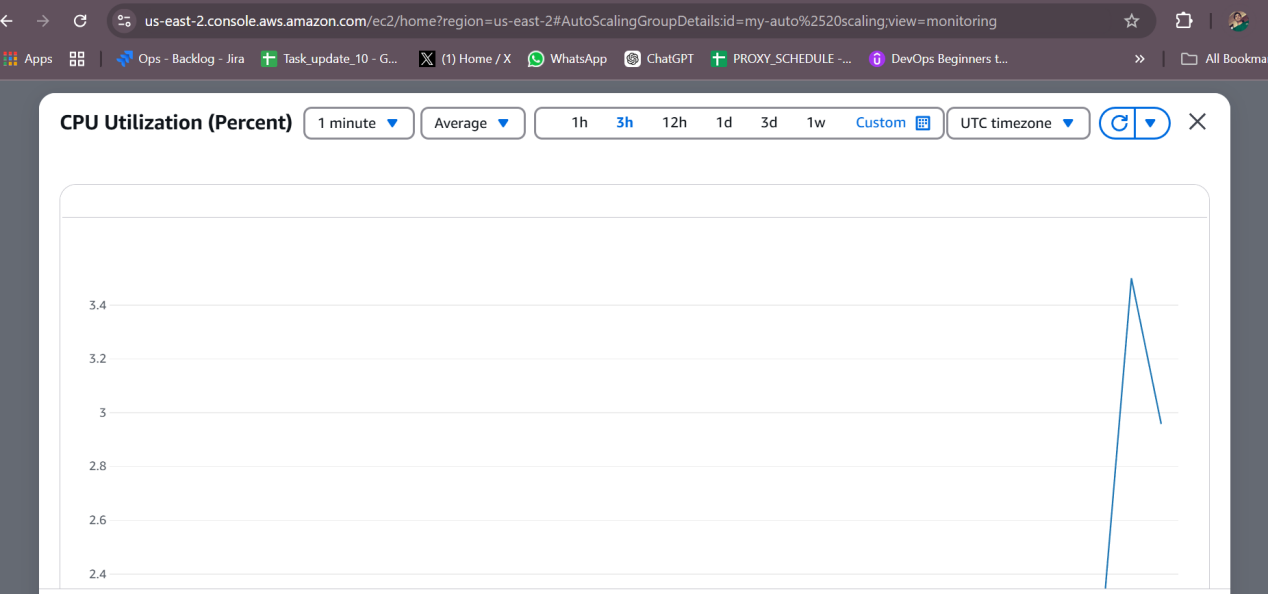 us-east-2.console.aws.amazon.com/ec2/home?region=us-east-2#AutoScalingGroupDetails:id=my-auto%2520scaling;view=monitoring
Apps Ops - Backlog - Jira Task_update_10 - G... (1) Home / X WhatsApp ChatGPT PROXY_SCHEDULE -... DevOps Beginners t... » All Bookma
CPU Utilization (Percent) 1 minute Average 1h 3h 12h 1d 3d 1w Custom UTC timezone
3.4
3.2
3
2.8
2.6
2.4